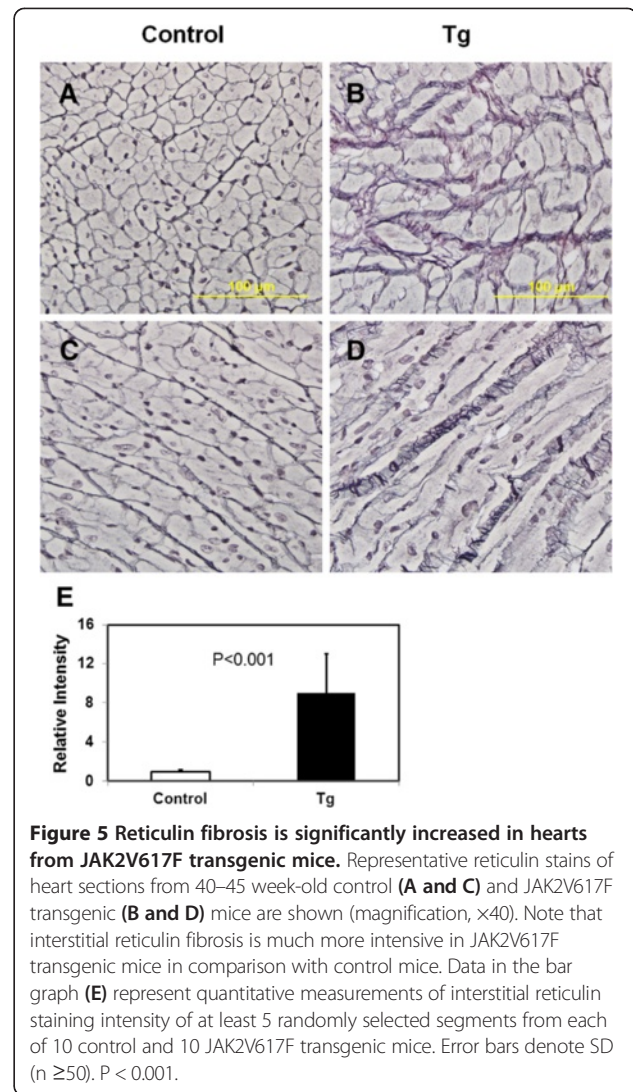 Control Tg
A B
100 µm 100 µm
C D
E
16
12
8
4
0
Relative Intensity
P<0.001
Control Tg
Figure 5 Reticulin fibrosis is significantly increased in hearts
from JAK2V617F transgenic mice. Representative reticulin stains of
heart sections from 40–45 week-old control (A and C) and JAK2V617F
transgenic (B and D) mice are shown (magnification, ×40). Note that
interstitial reticulin fibrosis is much more intensive in JAK2V617F
transgenic mice in comparison with control mice. Data in the bar
graph (E) represent quantitative measurements of interstitial reticulin
staining intensity of at least 5 randomly selected segments from each
of 10 control and 10 JAK2V617F transgenic mice. Error bars denote SD
(n ≥50). P < 0.001.